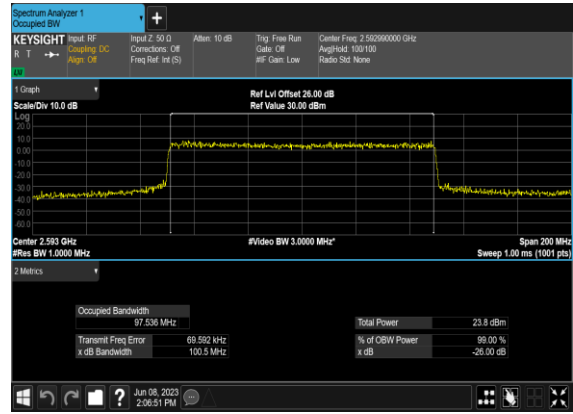 Spectrum Analyzer 1
Occupied BW
+
KEYSIGHT Input: RF Input Z: 50 Ω Atten: 10 dB Trig: Free Run Center Freq: 2.592990000 GHz
R T Coupling: DC Corrections: Off Gate: Off Avg|Hold: 100/100
Align: Off Freq Ref: Int (S) #IF Gain: Low Radio Std: None
1 Graph Ref Lvl Offset 26.00 dB
Scale/Div 10.0 dB Ref Value 30.00 dBm
Log
20.0
10.0
0.00
-10.0
-20.0
-30.0
-40.0
-50.0
-60.0
Center 2.593 GHz #Video BW 3.0000 MHz* Span 200 MHz
#Res BW 1.0000 MHz Sweep 1.00 ms (1001 pts)
2 Metrics
Occupied Bandwidth
97.536 MHz Total Power 23.8 dBm
Transmit Freq Error 69.592 kHz % of OBW Power 99.00 %
x dB Bandwidth 100.5 MHz x dB -26.00 dB
? Jun 08, 2023
2:06:51 PM